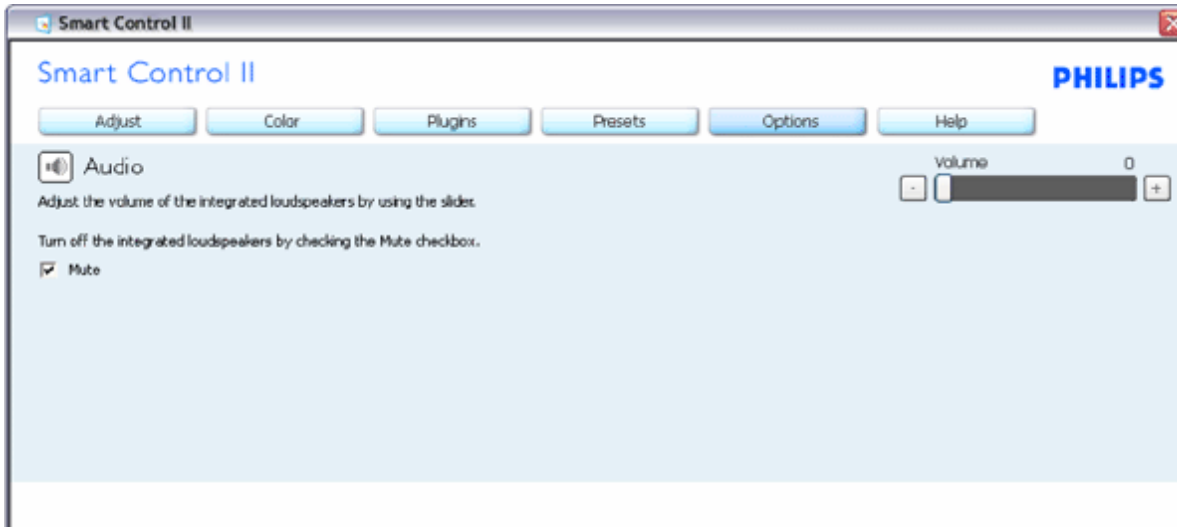 Smart Control II
Smart Control II
PHILIPS
Adjust Color Plugins Presets Options Help
Audio
Volume 0
Adjust the volume of the integrated loudspeakers by using the slider.
- +
Turn off the integrated loudspeakers by checking the Mute checkbox.
Mute